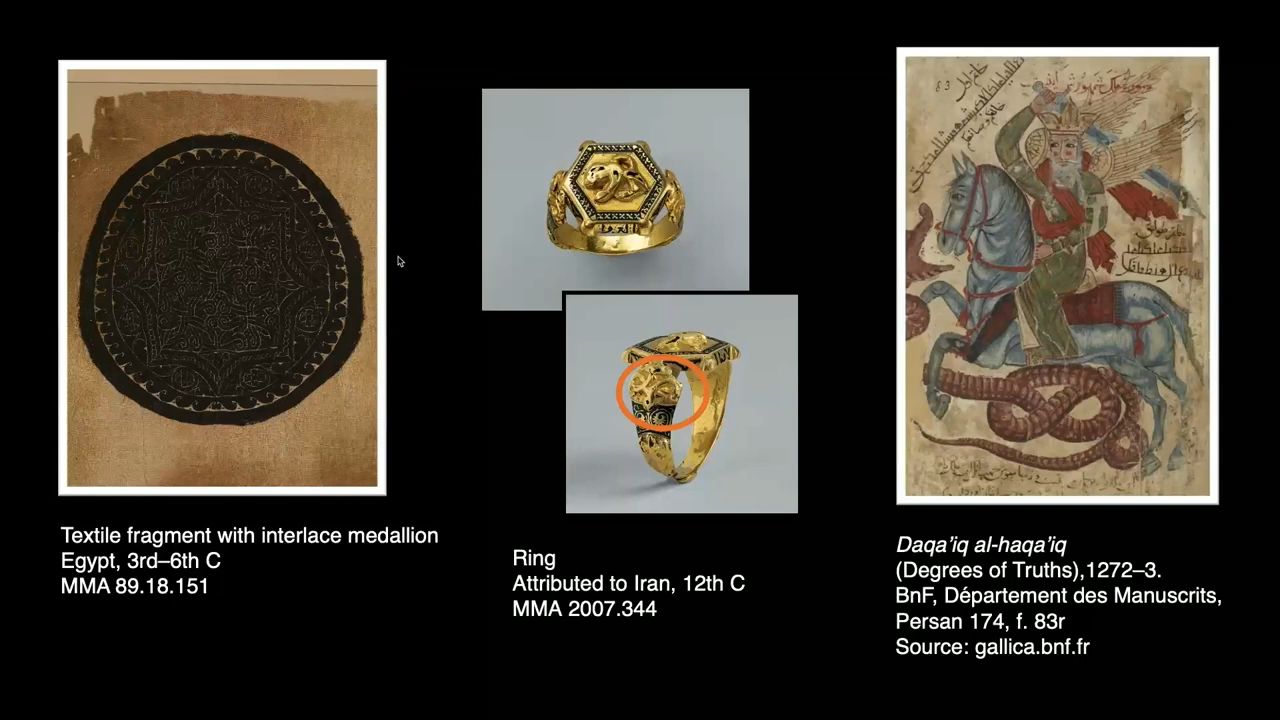 Textile fragment with interlace medallion
Egypt, 3rd–6th C
MMA 89.18.151
Ring
Attributed to Iran, 12th C
MMA 2007.344
83
Daqa’iq al-haqa’iq
(Degrees of Truths),1272–3.
BnF, Département des Manuscrits,
Persan 174, f. 83r
Source: gallica.bnf.fr